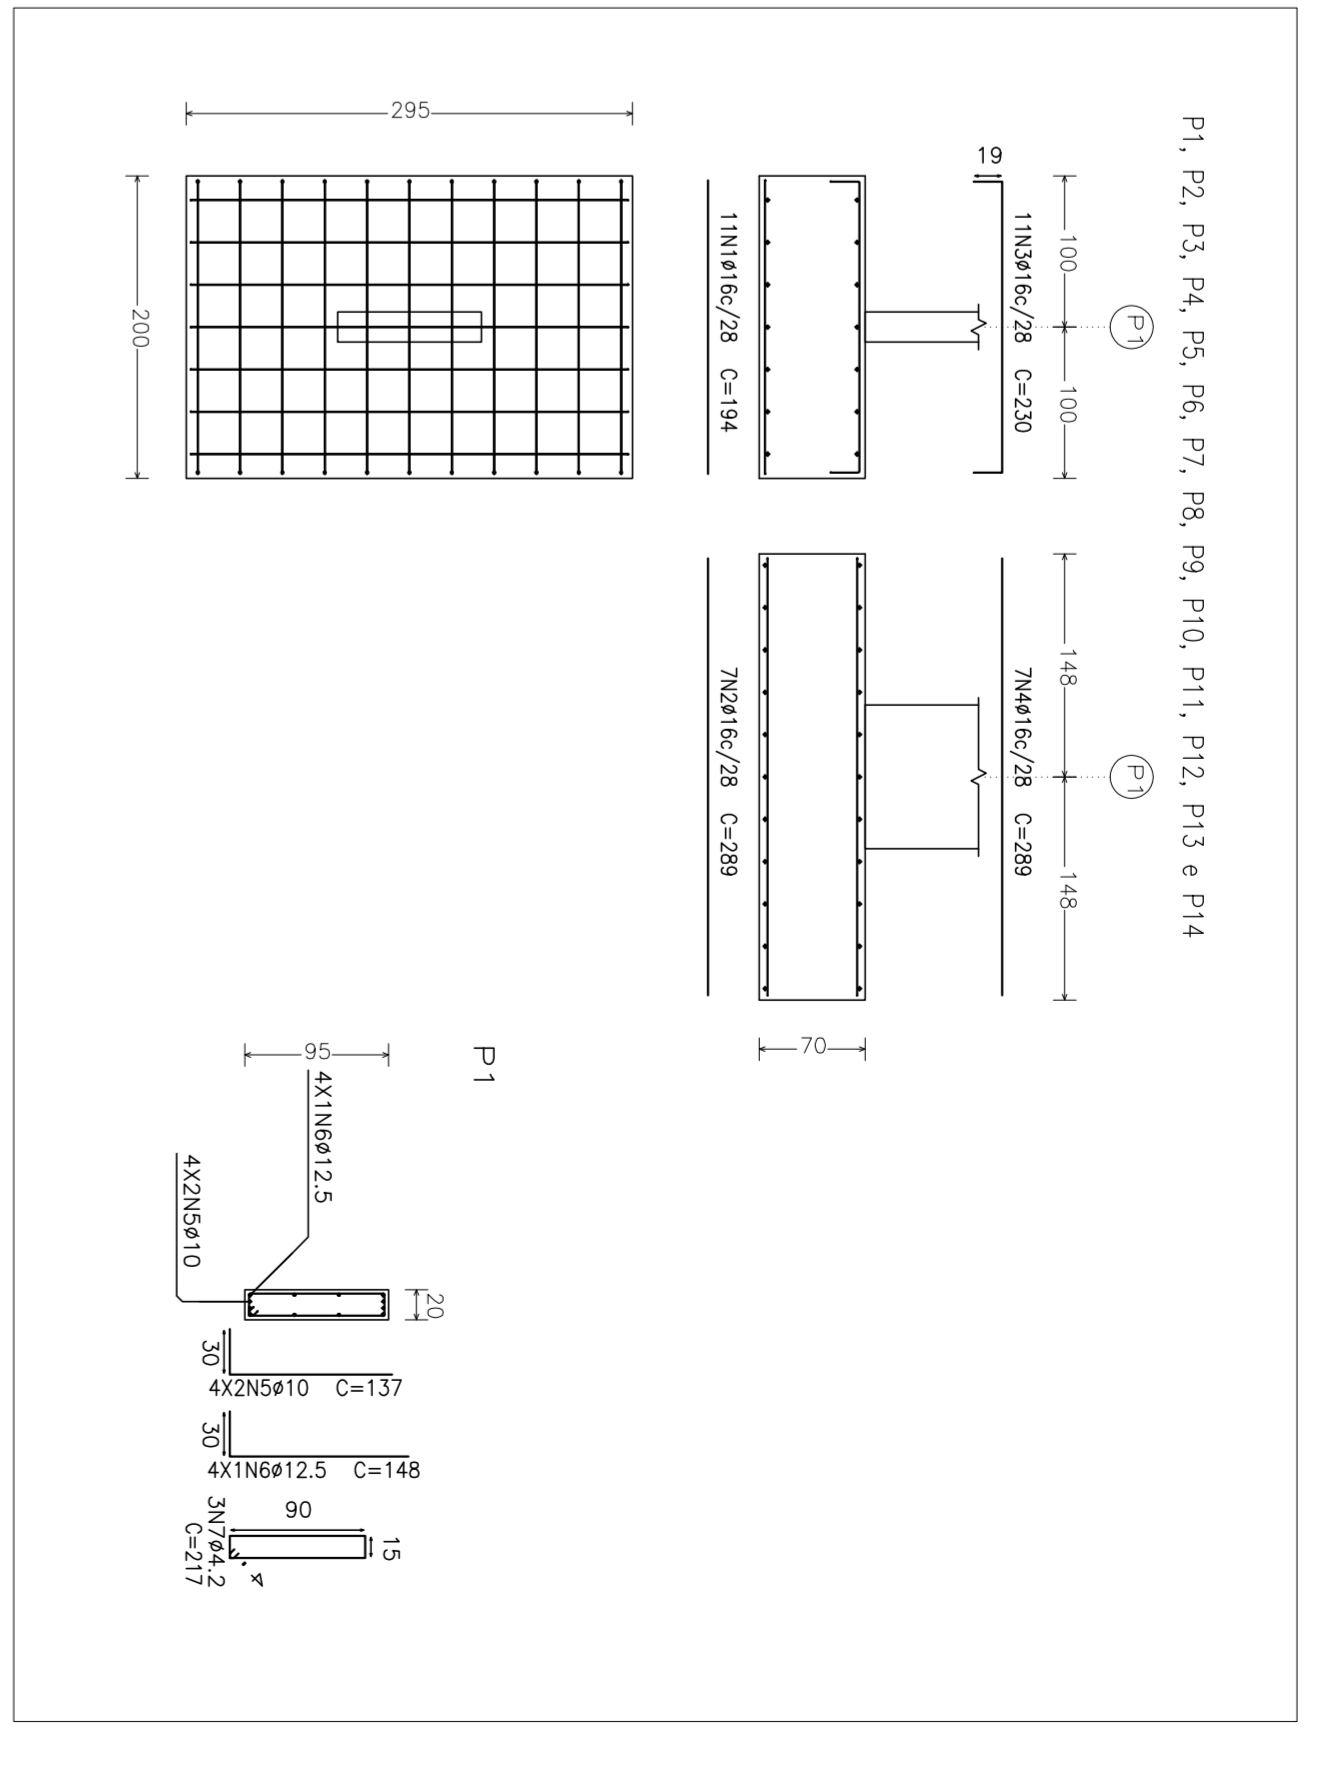 P1, P2, P3, P4, P5, P6, P7, P8, P9, P10, P11, P12, P13 e P14
P1
100
100
19
11N3ø16c/28 C=230
11N1ø16c/28 C=194
P1
148
148
7N4ø16c/28 C=289
7N2ø16c/28 C=289
70
295
200
P1
95
20
4X1N6ø12.5
4X2N5ø10
30
4X2N5ø10 C=137
30
4X1N6ø12.5 C=148
90
15
3N7ø4.2
C=217